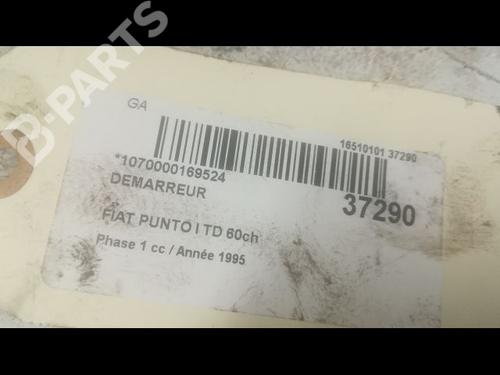 B-PARTS
GA
16510101 37290
*1070000169524
DEMARREUR
37290
FIAT PUNTO I TD 60ch
Phase 1 cc / Année 1995